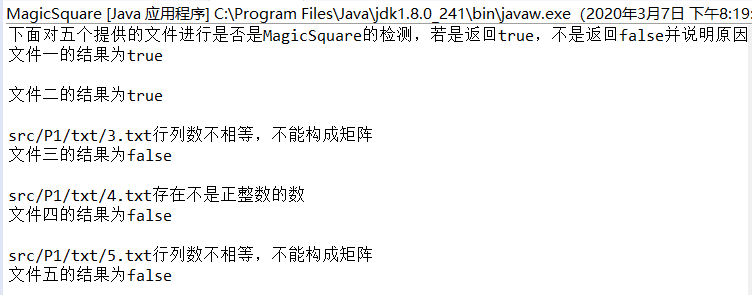 MagicSquare [Java 应用程序] C:\Program Files\Java\jdk1.8.0_241\bin\javaw.exe (2020年3月7日 下午8:19:
下面对五个提供的文件进行是否是MagicSquare的检测，若是返回true，不是返回false并说明原因
文件一的结果为true
文件二的结果为true
src/P1/txt/3.txt行列数不相等，不能构成矩阵
文件三的结果为false
src/P1/txt/4.txt存在不是正整数的数
文件四的结果为false
src/P1/txt/5.txt行列数不相等，不能构成矩阵
文件五的结果为false